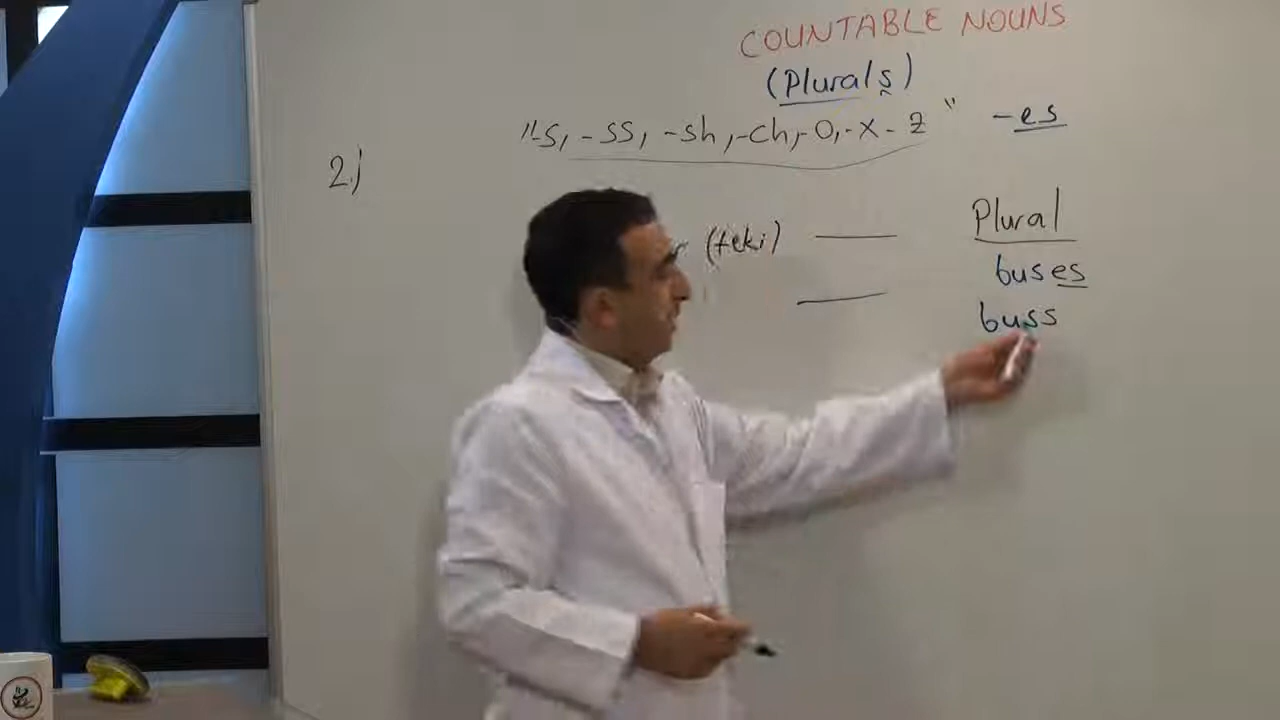 COUNTABLE NOUNS
(Plurals)
"-s, -ss, -sh, -ch, -o, -x - z" -es
2.)
(teki) Plural
buses
buss